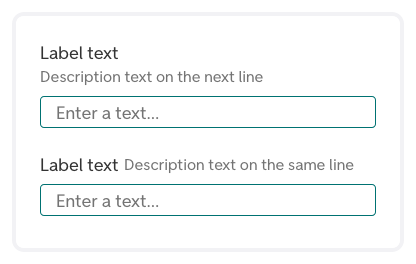 Label text
Description text on the next line
Enter a text...
Label text Description text on the same line
Enter a text...